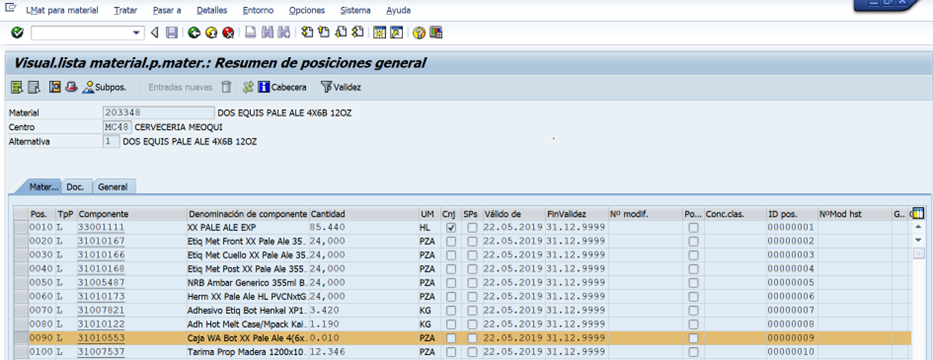 LMat para material Tratar Pasar a Detalles Entorno Opciones Sistema Ayuda
Visual.lista material.p.mater.: Resumen de posiciones general
Subpos. Entradas nuevas Cabecera Validez
Material 203348 DOS EQUIS PALE ALE 4X6B 12OZ
Centro MC48 CERVECERIA MEOQUI
Alternativa 1 DOS EQUIS PALE ALE 4X6B 12OZ
Mater... Doc. General
Pos. TpP Componente Denominación de componente Cantidad UM Cnj SPs Válido de FinValidez Nº modif. Po... Conc.clas. ID pos. NºMod hst G..
0010 L 33001111 XX PALE ALE EXP 85.440 HL 22.05.2019 31.12.9999 00000001
0020 L 31010167 Etiq Met Front XX Pale Ale 35.. 24,000 PZA 22.05.2019 31.12.9999 00000002
0030 L 31010166 Etiq Met Cuello XX Pale Ale 35.. 24,000 PZA 22.05.2019 31.12.9999 00000003
0040 L 31010168 Etiq Met Post XX Pale Ale 355.. 24,000 PZA 22.05.2019 31.12.9999 00000004
0050 L 31005487 NRB Ambar Generico 355ml B.. 24,000 PZA 22.05.2019 31.12.9999 00000005
0060 L 31010173 Herm XX Pale Ale HL PVCNxtG.. 24,000 PZA 22.05.2019 31.12.9999 00000006
0070 L 31007821 Adhesivo Etiq Bot Henkel XP1.. 3.420 KG 22.05.2019 31.12.9999 00000007
0080 L 31010122 Adh Hot Melt Case/Mpack Kai.. 1.190 KG 22.05.2019 31.12.9999 00000008
0090 L 31010553 Caja WA Bot XX Pale Ale 4(6x.. 0.010 PZA 22.05.2019 31.12.9999 00000009
0100 L 31007537 Tarima Prop Madera 1200x10.. 12.346 PZA 22.05.2019 31.12.9999 00000010